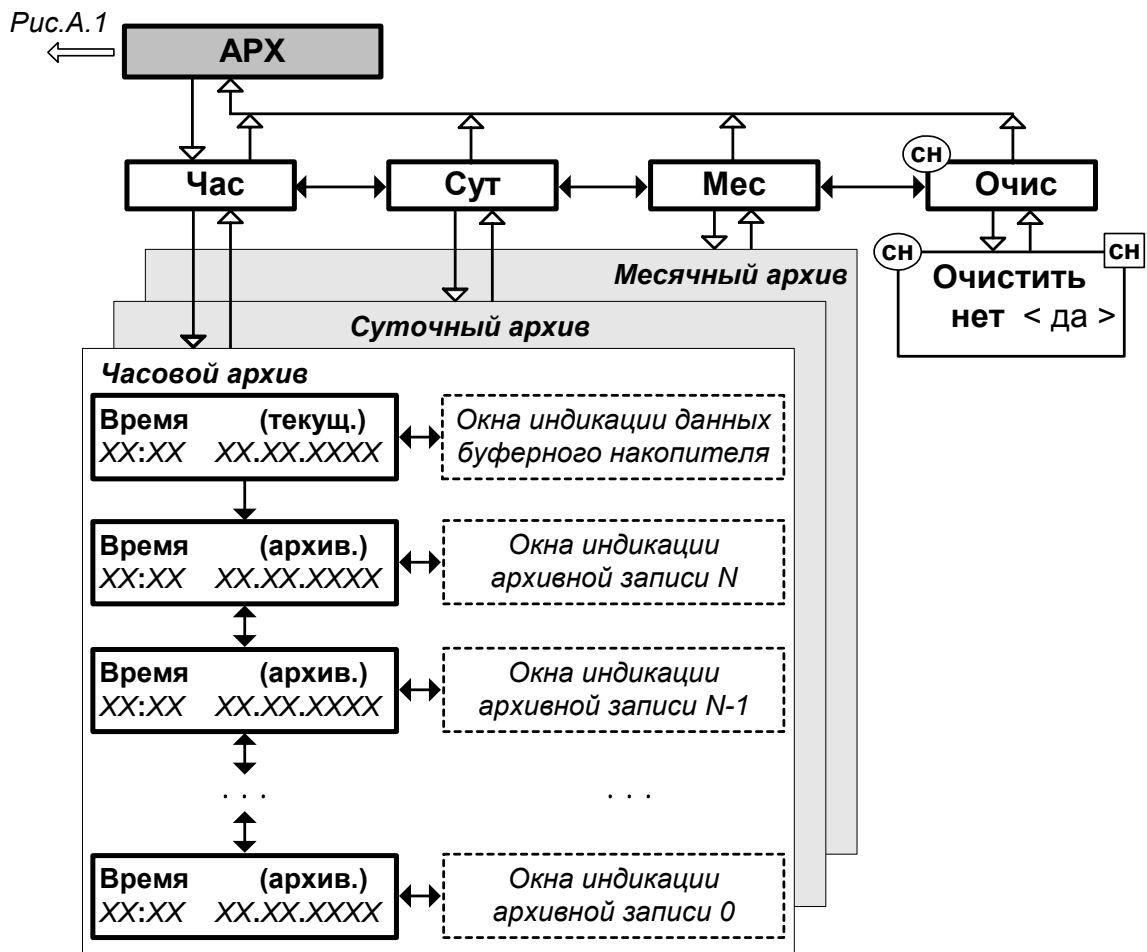 Рис.А.1
АРХ
Час
Сут
Мес
сн
Очис
сн
сн
Очистить
нет < да >
Месячный архив
Суточный архив
Часовой архив
Время (текущ.)
XX:XX XX.XX.XXXX
Окна индикации данных
буферного накопителя
Время (архив.)
XX:XX XX.XX.XXXX
Окна индикации
архивной записи N
Время (архив.)
XX:XX XX.XX.XXXX
Окна индикации
архивной записи N-1
. . .
. . .
Время (архив.)
XX:XX XX.XX.XXXX
Окна индикации
архивной записи 0